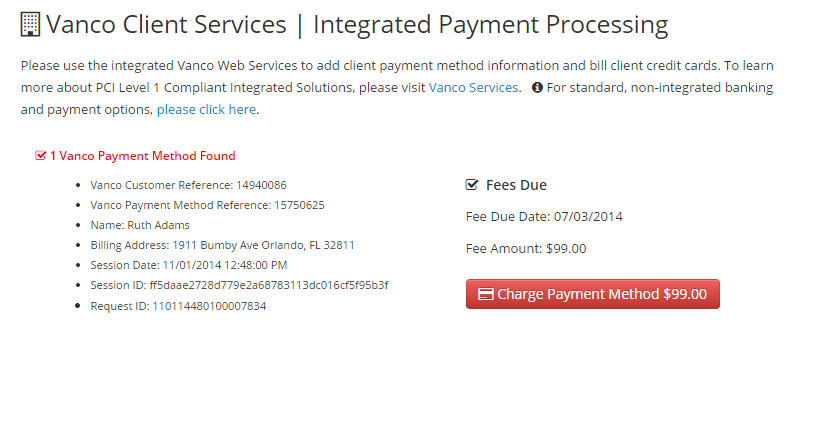 Vanco Client Services | Integrated Payment Processing
Please use the integrated Vanco Web Services to add client payment method information and bill client credit cards. To learn
more about PCI Level 1 Compliant Integrated Solutions, please visit Vanco Services. For standard, non-integrated banking
and payment options, please click here.
1 Vanco Payment Method Found
Vanco Customer Reference: 14940086
Vanco Payment Method Reference: 15750625
Name: Ruth Adams
Billing Address: 1911 Bumby Ave Orlando, FL 32811
Session Date: 11/01/2014 12:48:00 PM
Session ID: ff5daae2728d779e2a68783113dc016cf5f95b3f
Request ID: 110114480100007834
Fees Due
Fee Due Date: 07/03/2014
Fee Amount: $99.00
Charge Payment Method $99.00